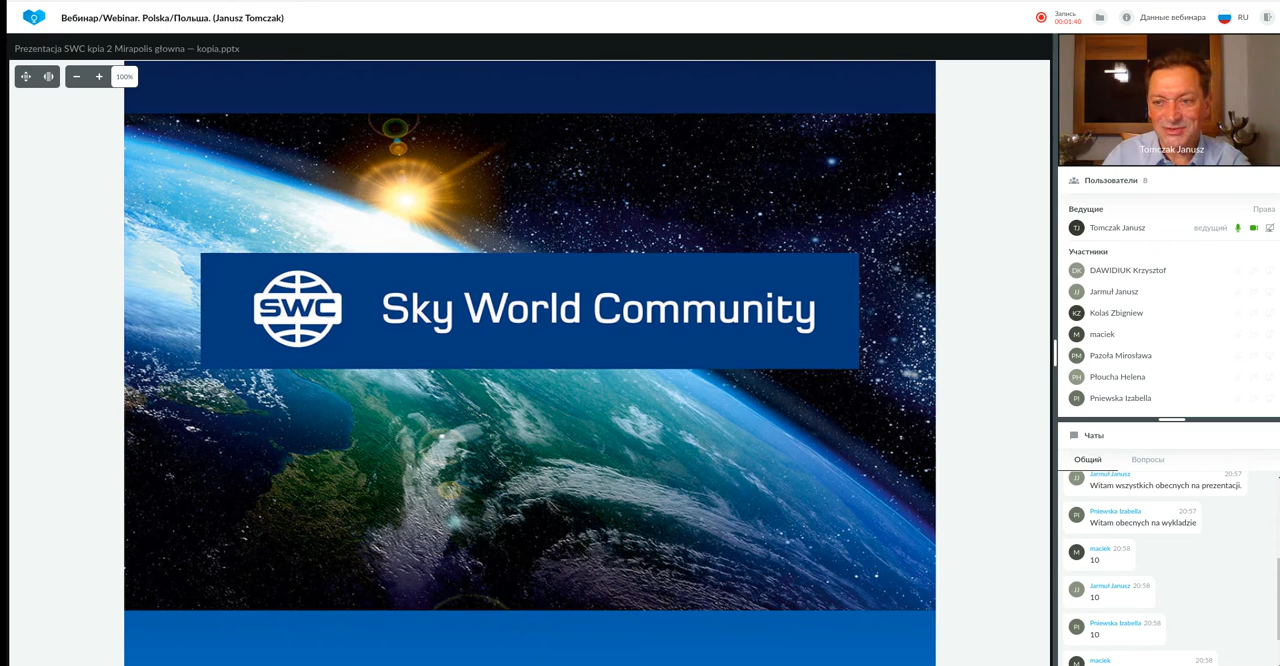 Вебинар/Webinar. Polska/Польша. (Janusz Tomczak)
Запись
00:01:40
Данные вебинара
RU
Prezentacja SWC kpia 2 Mirapolis głowna — kopia.pptx
100%
SWC
Sky World Community
Tomczak Janusz
Пользователи 8
Ведущие
Права
TJ Tomczak Janusz ведущий
Участники
DK DAWIDIUK Krzysztof
JJ Jarmuł Janusz
KZ Kolaś Zbigniew
M maciek
PM Pazoła Mirosława
PH Płoucha Helena
PI Pniewska Izabella
Чаты
Общий Вопросы
JJ Jarmuł Janusz 20:57
Witam wszystkich obecnych na prezentacji.
PI Pniewska Izabella 20:57
Witam obecnych na wykladzie
M maciek 20:58
10
JJ Jarmuł Janusz 20:58
10
PI Pniewska Izabella 20:58
10
M maciek 20:58